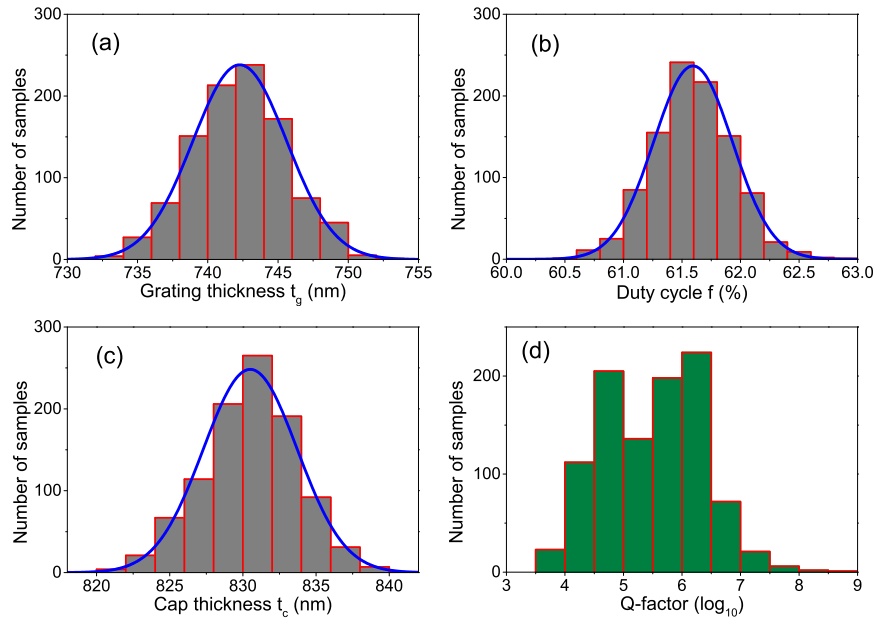 (a)
300
200
100
0
Number of samples
730 735 740 745 750 755
Grating thickness t_g (nm)
(b)
300
200
100
0
Number of samples
60.0 60.5 61.0 61.5 62.0 62.5 63.0
Duty cycle f (%)
(c)
300
200
100
0
Number of samples
820 825 830 835 840
Cap thickness t_c (nm)
(d)
200
100
0
Number of samples
3 4 5 6 7 8 9
Q-factor (log_10)